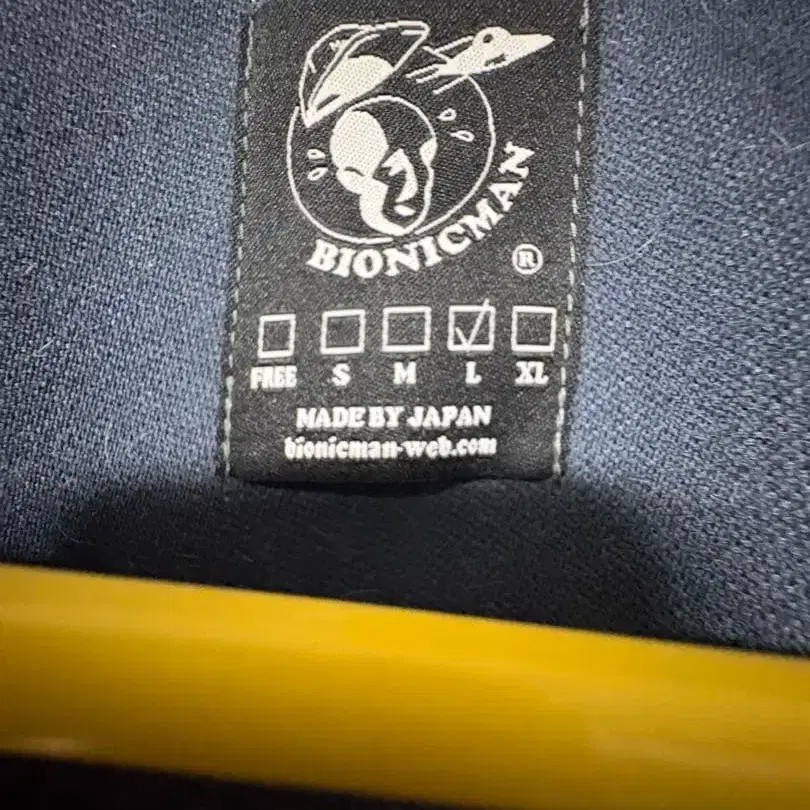 BIONICMAN
®
FREE S M L XL
MADE BY JAPAN
bionicman-web.com